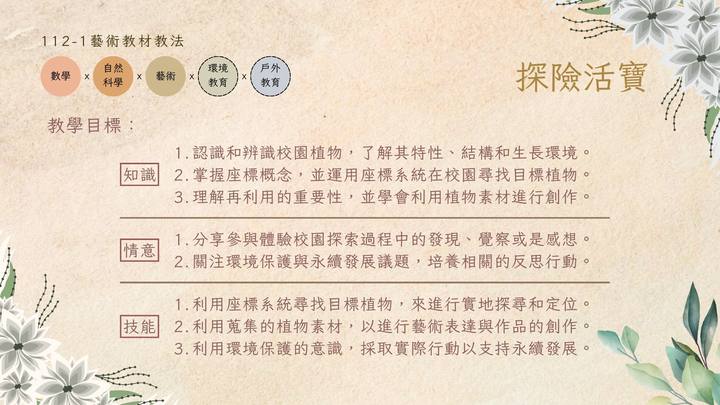 112-1藝術教材教法
數學 x 自然科學 x 藝術 x 環境教育 x 戶外教育
探險活寶
教學目標：
知識
1.認識和辨識校園植物，了解其特性、結構和生長環境。
2.掌握座標概念，並運用座標系統在校園尋找目標植物。
3.理解再利用的重要性，並學會利用植物素材進行創作。
情意
1.分享參與體驗校園探索過程中的發現、覺察或是感想。
2.關注環境保護與永續發展議題，培養相關的反思行動。
技能
1.利用座標系統尋找目標植物，來進行實地探尋和定位。
2.利用蒐集的植物素材，以進行藝術表達與作品的創作。
3.利用環境保護的意識，採取實際行動以支持永續發展。